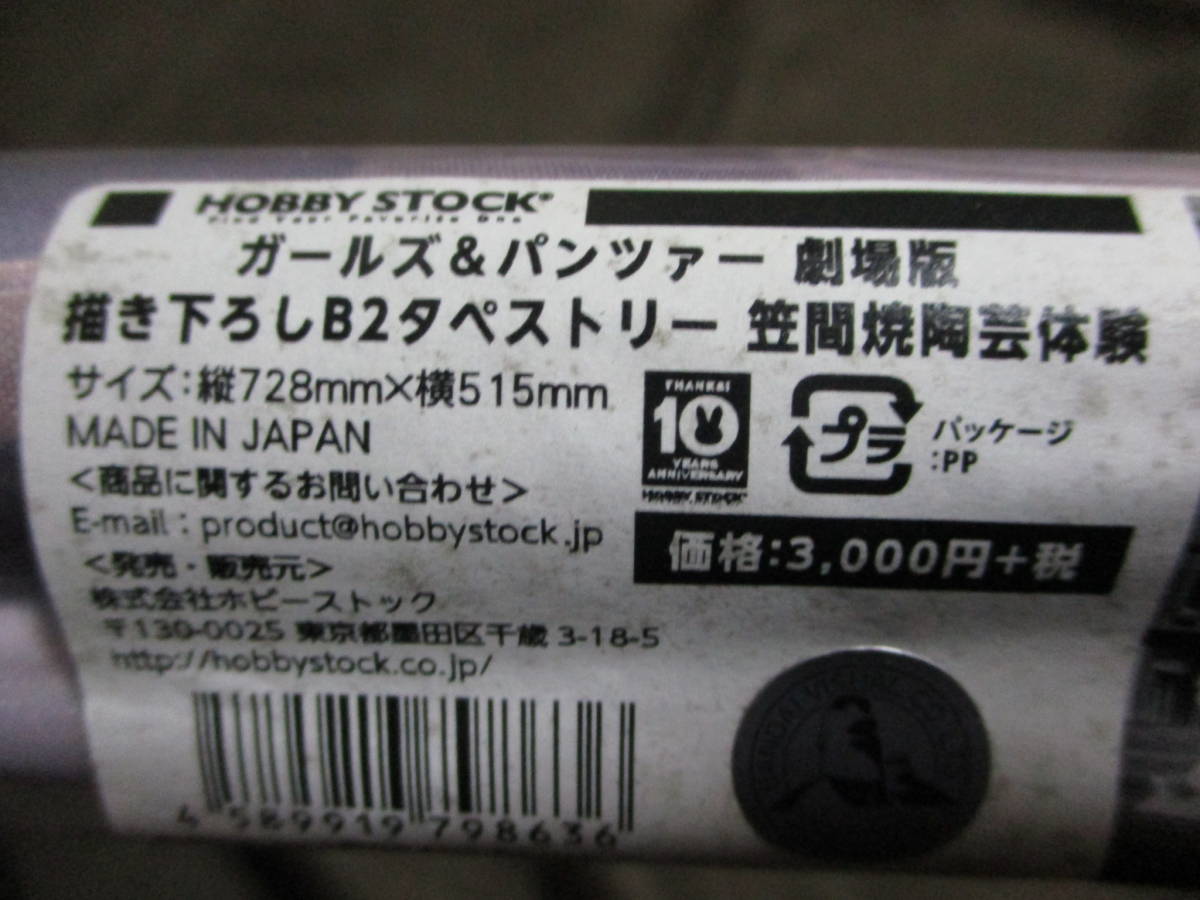 HOBBY STOCK®
Find Your Favorite One
ガールズ＆パンツァー 劇場版
描き下ろしB2タペストリー 笠間焼陶芸体験
サイズ:縦728mm×横515mm
MADE IN JAPAN
<商品に関するお問い合わせ>
E-mail : product@hobbystock.jp
<発売・販売元>
株式会社ホビーストック
〒130-0025 東京都墨田区千歳 3-18-5
http://hobbystock.co.jp/
4 589919 798636
THANKS!
10
YEARS
ANNIVERSARY
HOBBY STOCK®
プラ
パッケージ
:PP
価格:3,000円+税